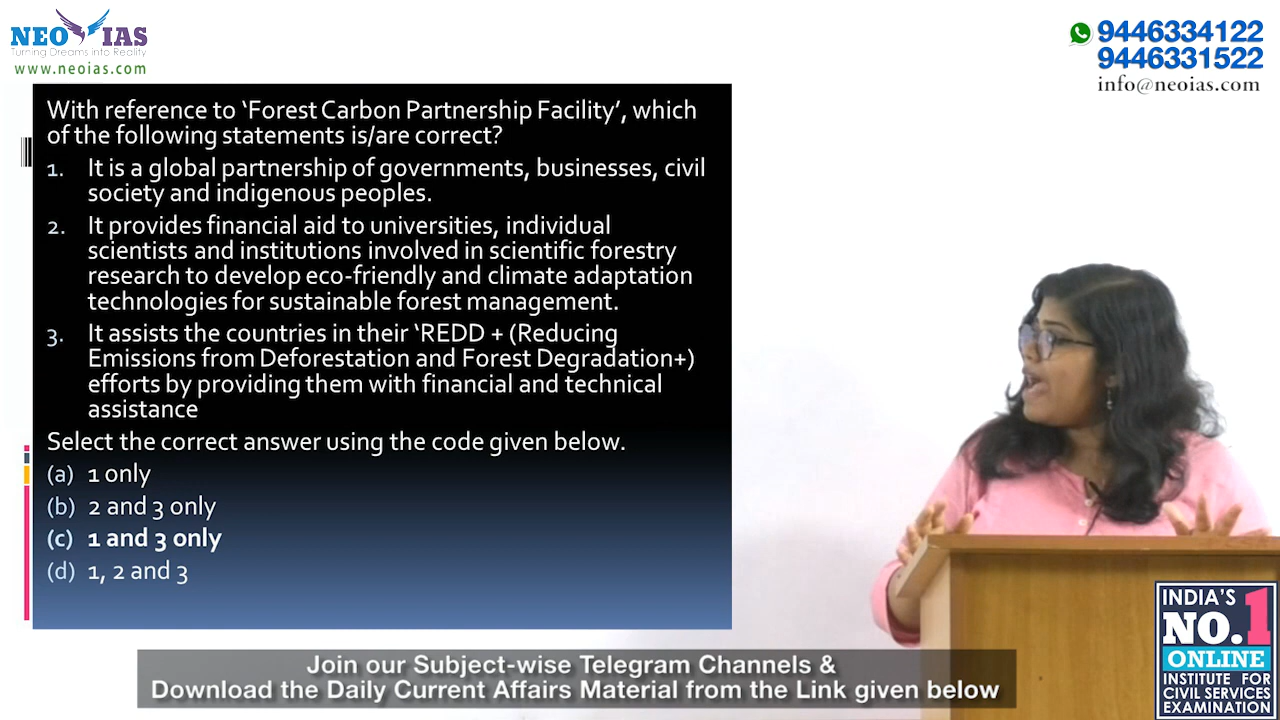 NEO IAS
Turning Dreams into Reality
www.neoias.com
9446334122
9446331522
info@neoias.com
With reference to ‘Forest Carbon Partnership Facility’, which
of the following statements is/are correct?
1. It is a global partnership of governments, businesses, civil
society and indigenous peoples.
2. It provides financial aid to universities, individual
scientists and institutions involved in scientific forestry
research to develop eco-friendly and climate adaptation
technologies for sustainable forest management.
3. It assists the countries in their ‘REDD + (Reducing
Emissions from Deforestation and Forest Degradation+)
efforts by providing them with financial and technical
assistance
Select the correct answer using the code given below.
(a) 1 only
(b) 2 and 3 only
(c) 1 and 3 only
(d) 1, 2 and 3
INDIA'S
NO.1
ONLINE
INSTITUTE FOR
CIVIL SERVICES
EXAMINATION
Join our Subject-wise Telegram Channels &
Download the Daily Current Affairs Material from the Link given below